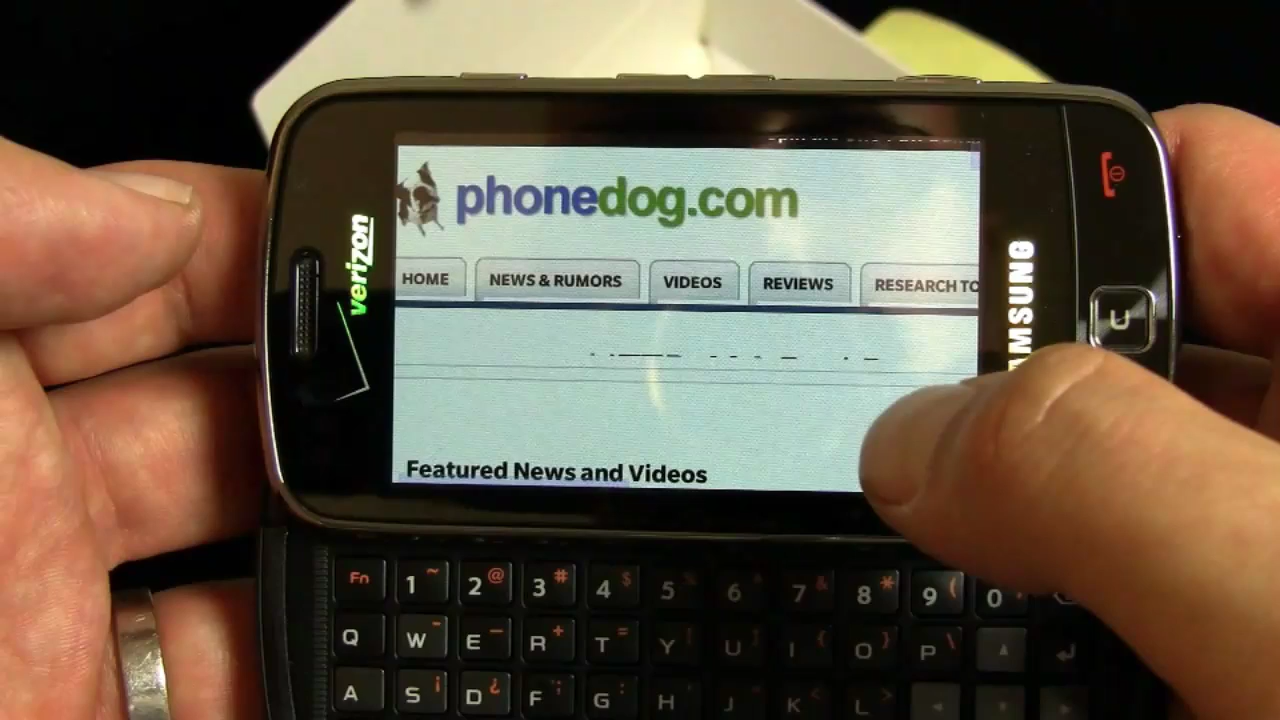 phonedog.com
HOME NEWS & RUMORS VIDEOS REVIEWS RESEARCH TO
Featured News and Videos
verizon
SAMSUNG
U
Fn 1 ~ 2 @ 3 # 4 $ 5 6 7 & 8 * 9 ( 0
Q W - E _ R + T = Y [ U ] I { O } P \
A S ¡ D ¿ F G : H J K < L >